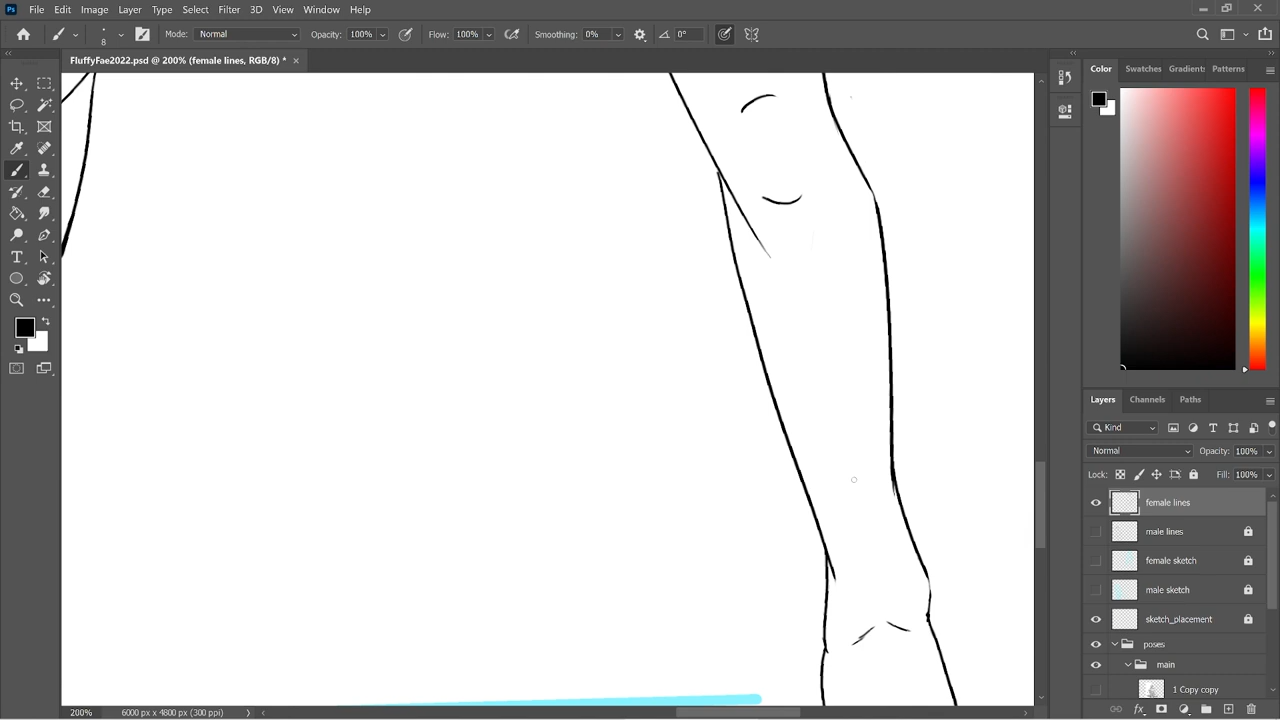 Ps File Edit Image Layer Type Select Filter 3D View Window Help
8 Mode: Normal Opacity: 100% Flow: 100% Smoothing: 0% 0°
FluffyFae2022.psd @ 200% (female lines, RGB/8) * ×
Color Swatches Gradient: Patterns
Layers Channels Paths
Kind
Normal Opacity: 100%
Lock: Fill: 100%
female lines
male lines
female sketch
male sketch
sketch_placement
poses
main
1 Copy copy
fx
200% 6000 px x 4800 px (300 ppi)